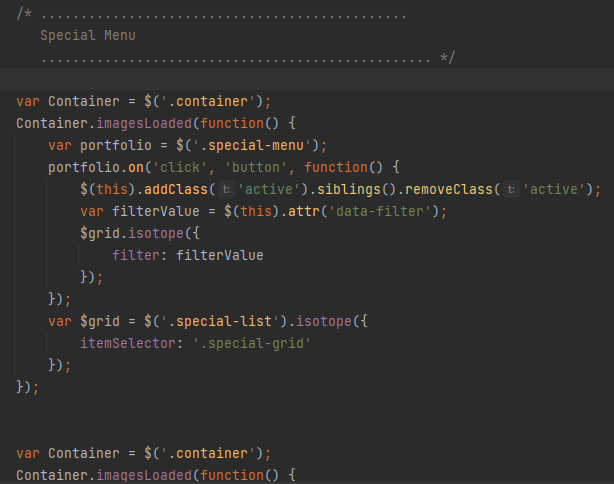 /* ..............................................
Special Menu
................................................. */
var Container = $('.container');
Container.imagesLoaded(function() {
var portfolio = $('.special-menu');
portfolio.on('click', 'button', function() {
$(this).addClass( t: 'active').siblings().removeClass( t: 'active');
var filterValue = $(this).attr('data-filter');
$grid.isotope({
filter: filterValue
});
});
var $grid = $('.special-list').isotope({
itemSelector: '.special-grid'
});
});
var Container = $('.container');
Container.imagesLoaded(function() {